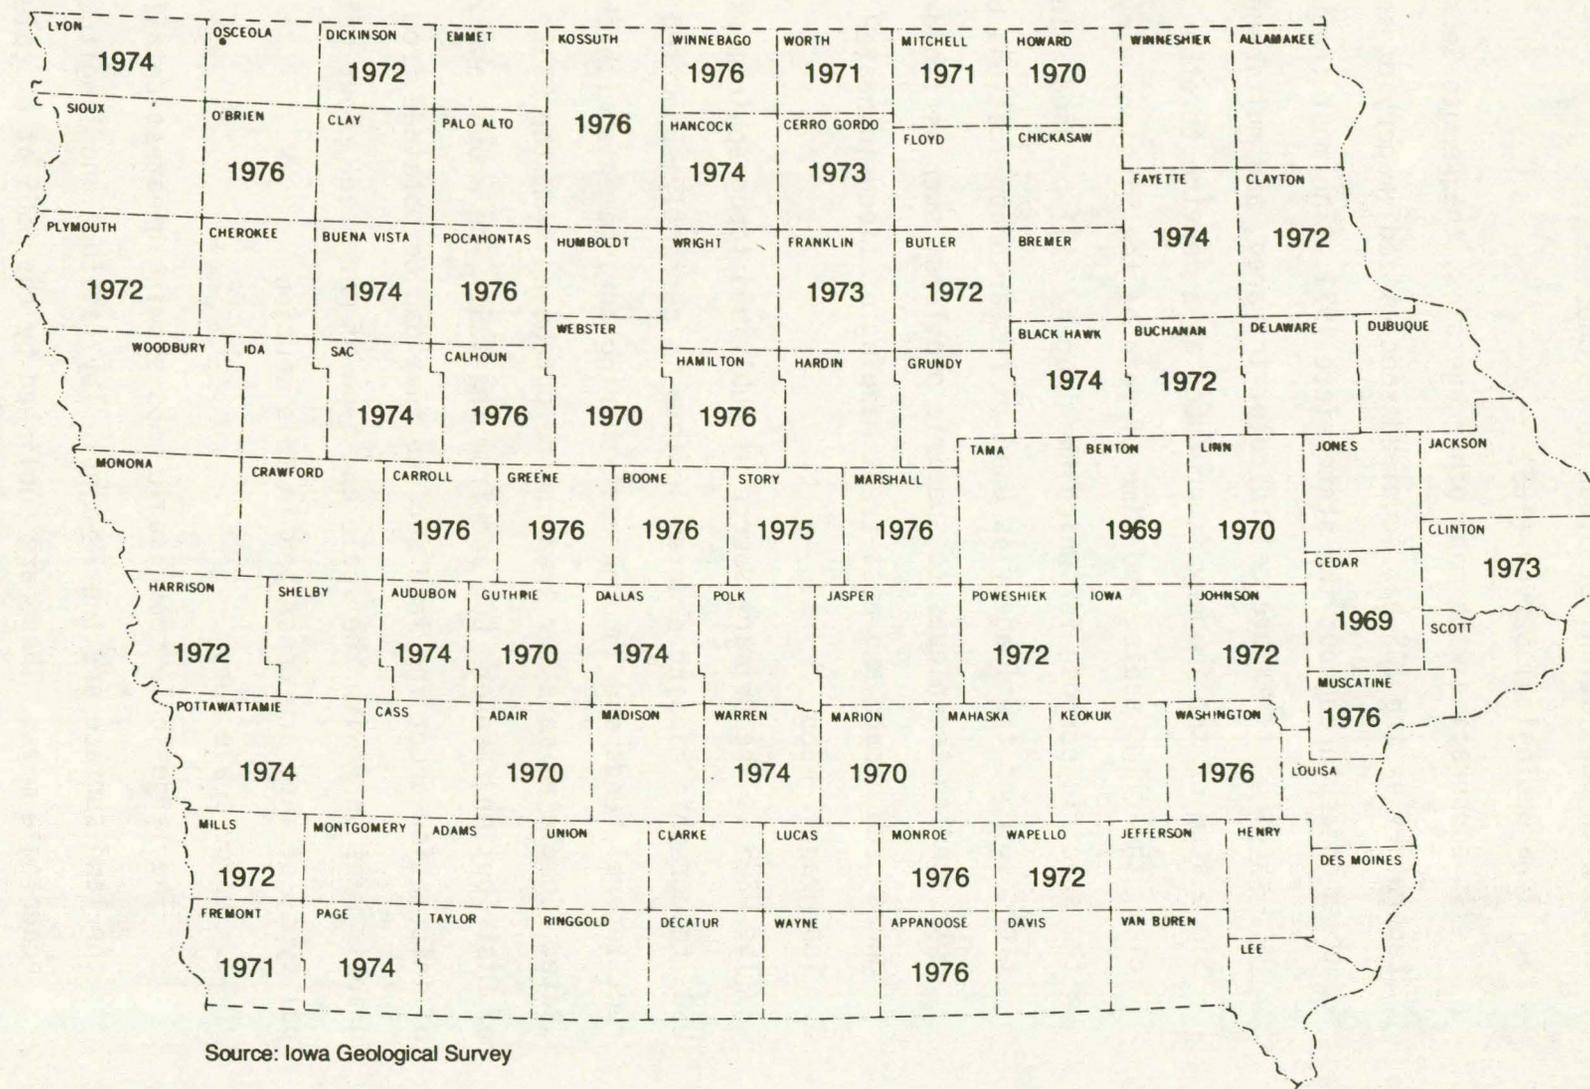 LYON OSCEOLA DICKINSON EMMET KOSSUTH WINNEBAGO WORTH MITCHELL HOWARD WINNESHIEK ALLAMAKEE
1974 1972 1976 1971 1971 1970
SIOUX O'BRIEN CLAY PALO ALTO 1976 HANCOCK CERRO GORDO FLOYD CHICKASAW
1976 1974 1973 FAYETTE CLAYTON
PLYMOUTH CHEROKEE BUENA VISTA POCAHONTAS HUMBOLDT WRIGHT FRANKLIN BUTLER BREMER 1974 1972
1972 1974 1976 1973 1972
WEBSTER BLACK HAWK BUCHANAN DELAWARE DUBUQUE
WOODBURY IDA SAC CALHOUN HAMILTON HARDIN GRUNDY
1974 1976 1970 1976 1974 1972
MONONA CRAWFORD CARROLL GREENE BOONE STORY MARSHALL TAMA BENTON LINN JONES JACKSON
1976 1976 1976 1975 1976 1969 1970 CLINTON
1973
HARRISON SHELBY AUDUBON GUTHRIE DALLAS POLK JASPER POWESHIEK IOWA JOHNSON CEDAR
1972 1974 1970 1974 1972 1972 1969 SCOTT
POTTAWATTAMIE CASS ADAIR MADISON WARREN MARION MAHASKA KEOKUK WASHINGTON MUSCATINE
1976
1974 1970 1974 1970 1976 LOUISA
MILLS MONTGOMERY ADAMS UNION CLARKE LUCAS MONROE WAPELLO JEFFERSON HENRY DES MOINES
1972 1976 1972
FREMONT PAGE TAYLOR RINGGOLD DECATUR WAYNE APPANOOSE DAVIS VAN BUREN LEE
1971 1974 1976
Source: Iowa Geological Survey